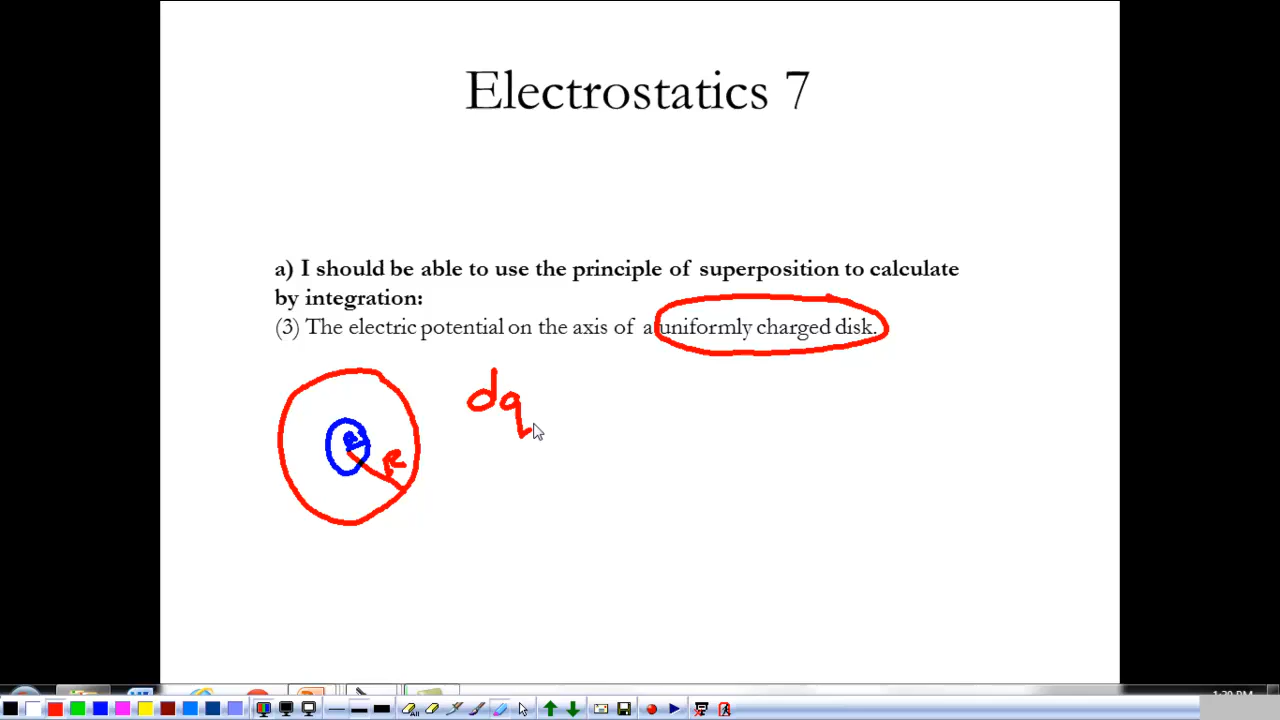 Electrostatics 7
a) I should be able to use the principle of superposition to calculate
by integration:
(3) The electric potential on the axis of a uniformly charged disk.
dq
R